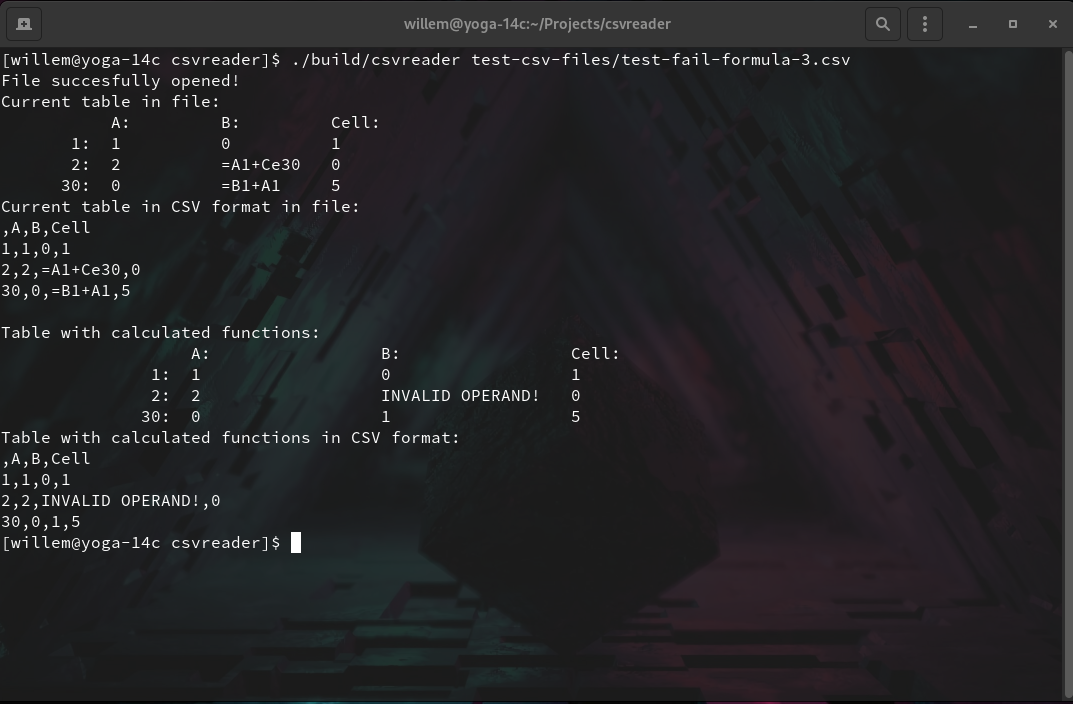 willem@yoga-14c:~/Projects/csvreader
[willem@yoga-14c csvreader]$ ./build/csvreader test-csv-files/test-fail-formula-3.csv
File succesfully opened!
Current table in file:
A: B: Cell:
1: 1 0 1
2: 2 =A1+Ce30 0
30: 0 =B1+A1 5
Current table in CSV format in file:
,A,B,Cell
1,1,0,1
2,2,=A1+Ce30,0
30,0,=B1+A1,5
Table with calculated functions:
A: B: Cell:
1: 1 0 1
2: 2 INVALID OPERAND! 0
30: 0 1 5
Table with calculated functions in CSV format:
,A,B,Cell
1,1,0,1
2,2,INVALID OPERAND!,0
30,0,1,5
[willem@yoga-14c csvreader]$